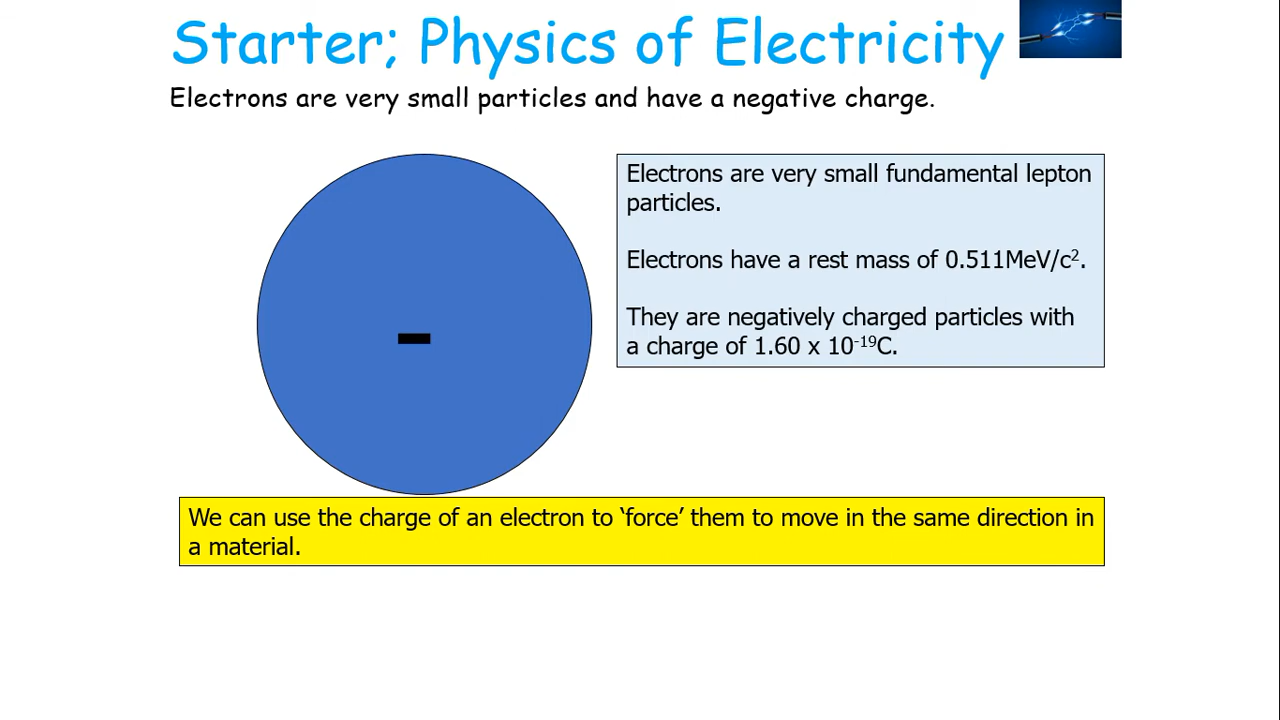 Starter; Physics of Electricity
Electrons are very small particles and have a negative charge.
Electrons are very small fundamental lepton
particles.
Electrons have a rest mass of 0.511MeV/c².
They are negatively charged particles with
a charge of 1.60 x 10⁻¹⁹C.
-
We can use the charge of an electron to ‘force’ them to move in the same direction in
a material.